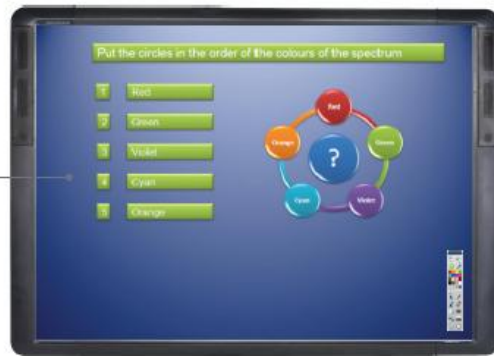 Put the circles in the order of the colours of the spectrum
1 Red
2 Green
3 Violet
4 Cyan
5 Orange
Red
Orange
Green
?
Cyan
Violet